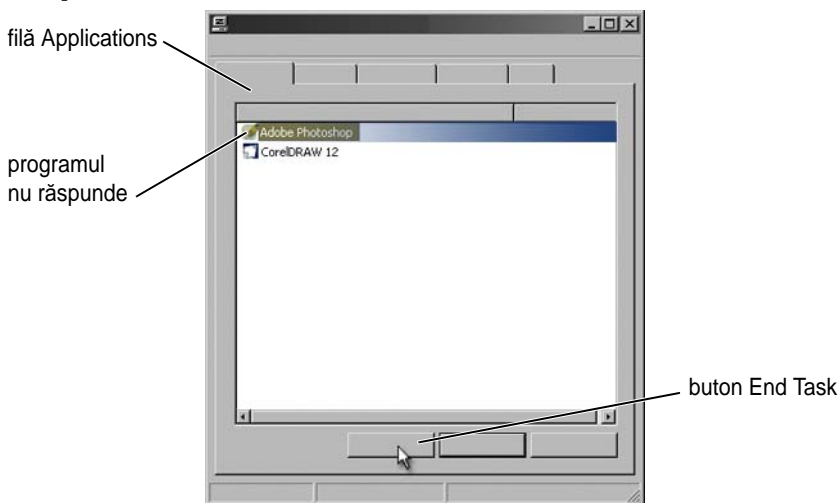 filă Applications
Adobe Photoshop
CorelDRAW 12
programul
nu răspunde
buton End Task